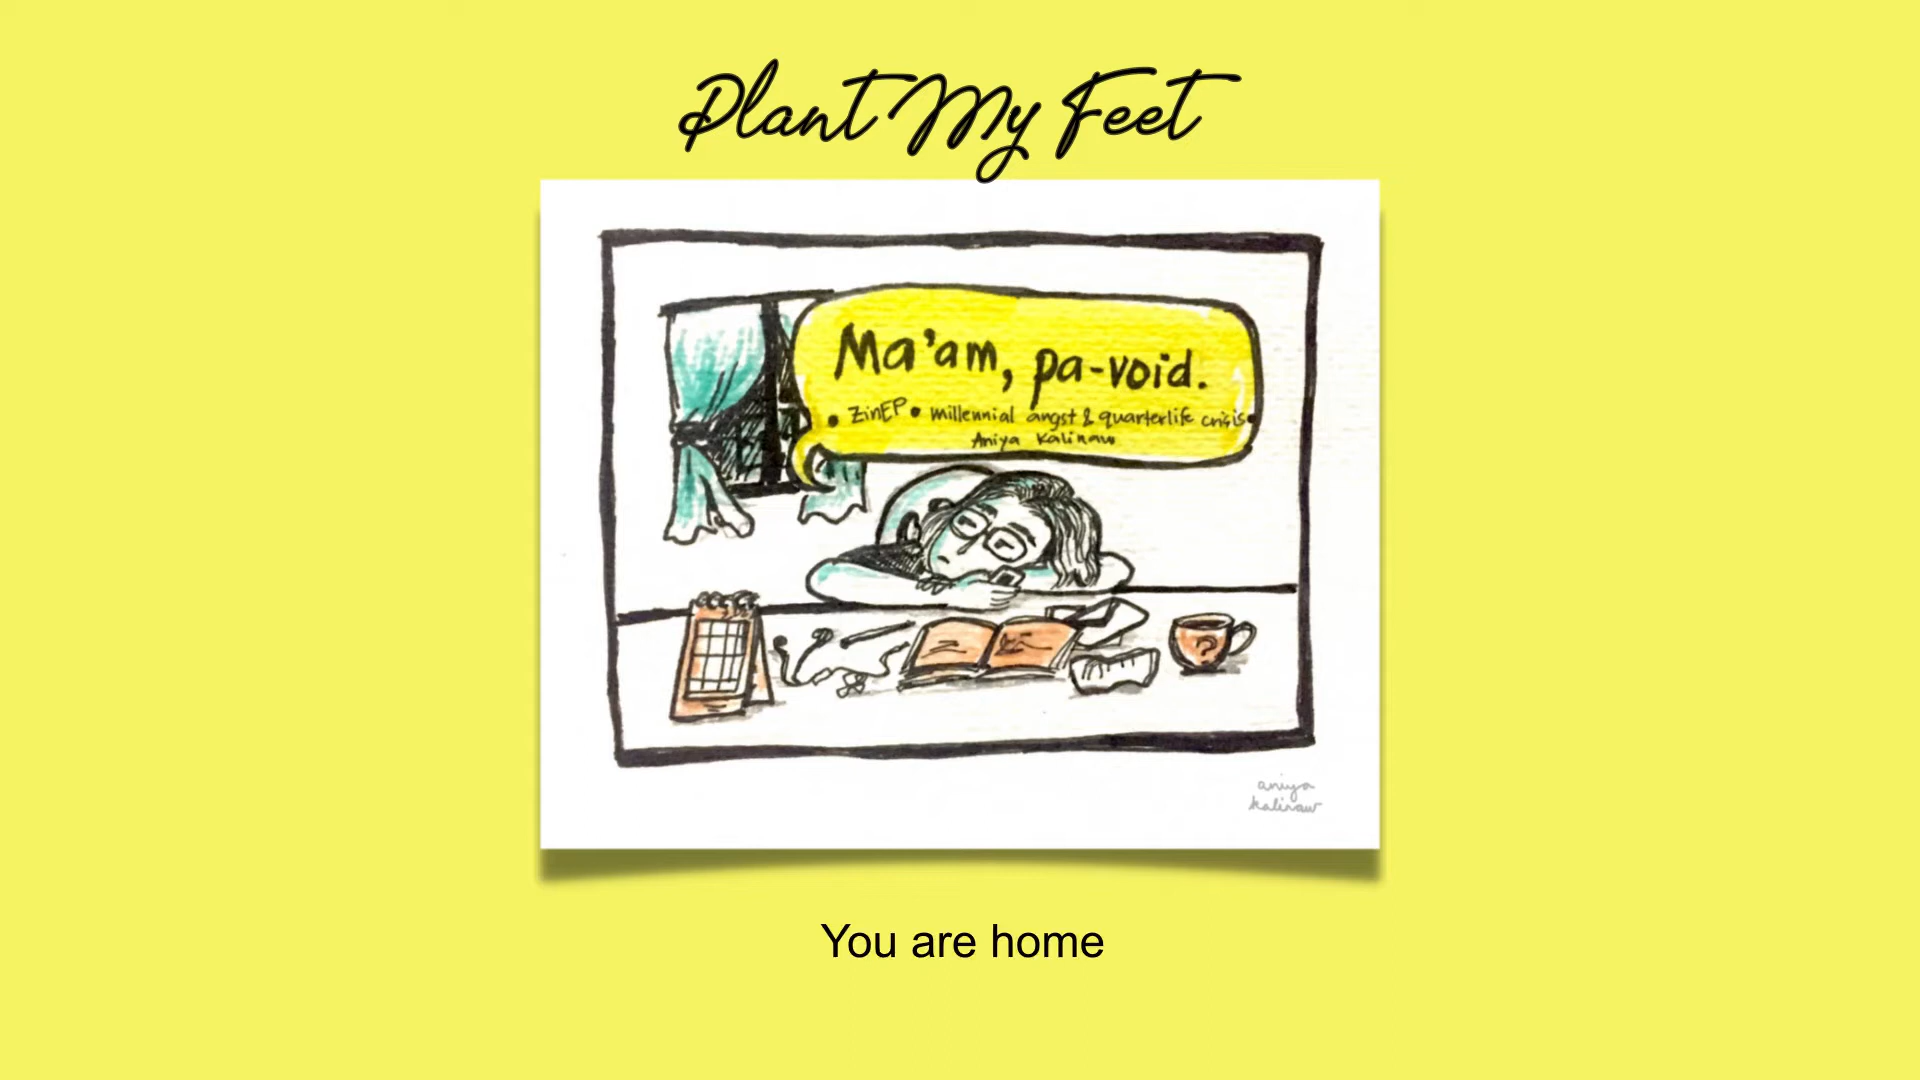 Plant My Feet
Ma'am, pa-void.
• ZinEP • millennial angst & quarterlife crisis •
Aniya Kalinaw
?
aniya
kalinaw
You are home